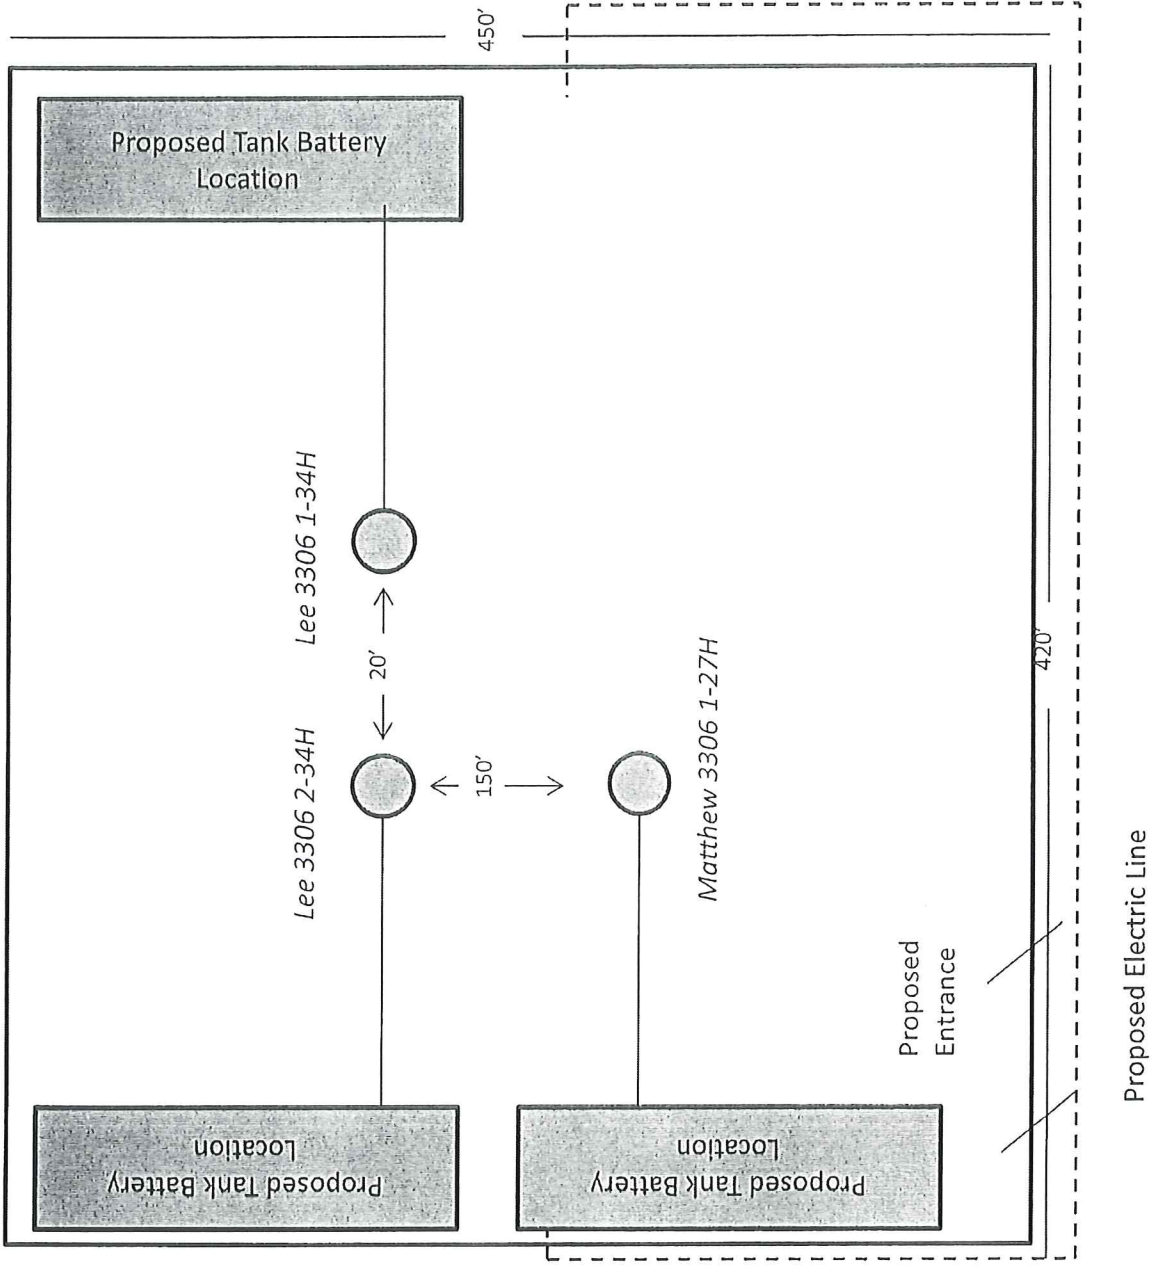 450'
Proposed Tank Battery
Location
Lee 3306 1-34H
20'
Lee 3306 2-34H
150'
Matthew 3306 1-27H
420'
Proposed
Entrance
Proposed Tank Battery
Location
Proposed Tank Battery
Location
Proposed Electric Line